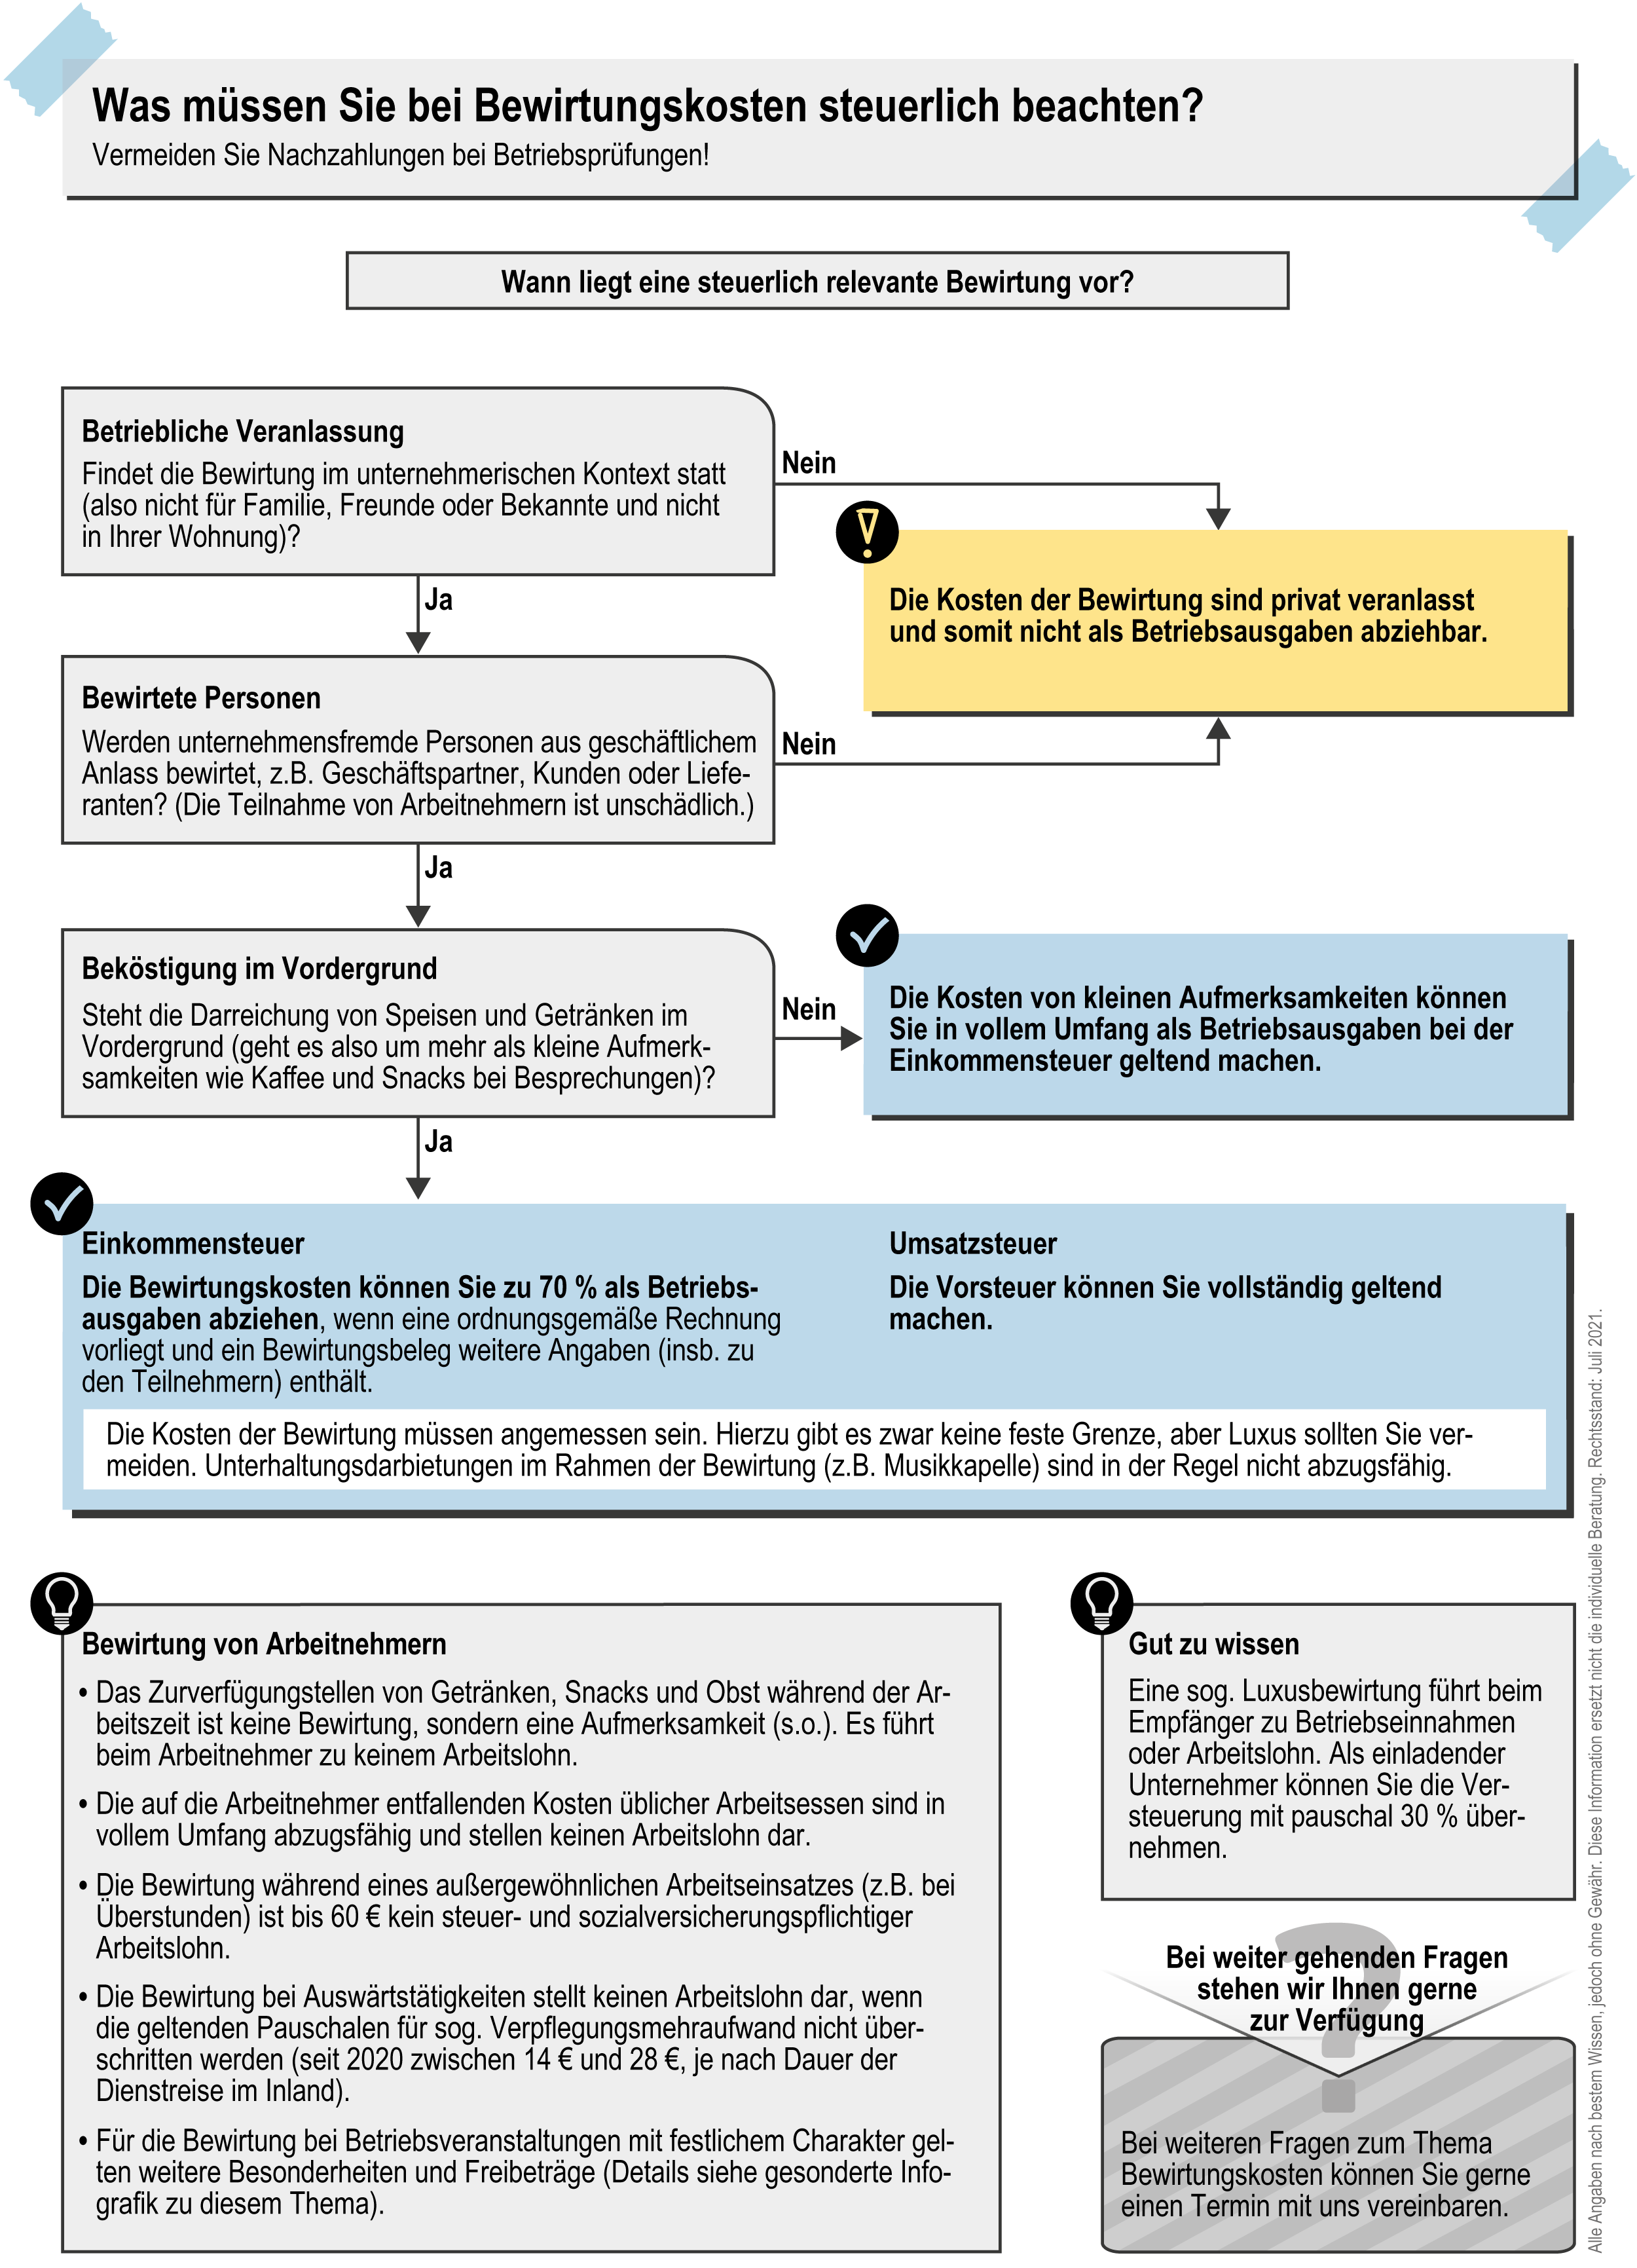 Was müssen Sie bei Bewirtungskosten steuerlich beachten?
Vermeiden Sie Nachzahlungen bei Betriebsprüfungen!
Wann liegt eine steuerlich relevante Bewirtung vor?
Betriebliche Veranlassung
Findet die Bewirtung im unternehmerischen Kontext statt
(also nicht für Familie, Freunde oder Bekannte und nicht
in Ihrer Wohnung)?
Nein
Die Kosten der Bewirtung sind privat veranlasst
und somit nicht als Betriebsausgaben abziehbar.
Ja
Bewirtete Personen
Werden unternehmensfremde Personen aus geschäftlichem
Anlass bewirtet, z.B. Geschäftspartner, Kunden oder Liefe-
ranten? (Die Teilnahme von Arbeitnehmern ist unschädlich.)
Nein
Ja
Beköstigung im Vordergrund
Steht die Darreichung von Speisen und Getränken im
Vordergrund (geht es also um mehr als kleine Aufmerk-
samkeiten wie Kaffee und Snacks bei Besprechungen)?
Nein
Die Kosten von kleinen Aufmerksamkeiten können
Sie in vollem Umfang als Betriebsausgaben bei der
Einkommensteuer geltend machen.
Ja
Einkommensteuer
Die Bewirtungskosten können Sie zu 70 % als Betriebs-
ausgaben abziehen, wenn eine ordnungsgemäße Rechnung
vorliegt und ein Bewirtungsbeleg weitere Angaben (insb. zu
den Teilnehmern) enthält.
Umsatzsteuer
Die Vorsteuer können Sie vollständig geltend
machen.
Die Kosten der Bewirtung müssen angemessen sein. Hierzu gibt es zwar keine feste Grenze, aber Luxus sollten Sie ver-
meiden. Unterhaltungsdarbietungen im Rahmen der Bewirtung (z.B. Musikkapelle) sind in der Regel nicht abzugsfähig.
Bewirtung von Arbeitnehmern
• Das Zurverfügungstellen von Getränken, Snacks und Obst während der Ar-
beitszeit ist keine Bewirtung, sondern eine Aufmerksamkeit (s.o.). Es führt
beim Arbeitnehmer zu keinem Arbeitslohn.
• Die auf die Arbeitnehmer entfallenden Kosten üblicher Arbeitsessen sind in
vollem Umfang abzugsfähig und stellen keinen Arbeitslohn dar.
• Die Bewirtung während eines außergewöhnlichen Arbeitseinsatzes (z.B. bei
Überstunden) ist bis 60 € kein steuer- und sozialversicherungspflichtiger
Arbeitslohn.
• Die Bewirtung bei Auswärtstätigkeiten stellt keinen Arbeitslohn dar, wenn
die geltenden Pauschalen für sog. Verpflegungsmehraufwand nicht über-
schritten werden (seit 2020 zwischen 14 € und 28 €, je nach Dauer der
Dienstreise im Inland).
• Für die Bewirtung bei Betriebsveranstaltungen mit festlichem Charakter gel-
ten weitere Besonderheiten und Freibeträge (Details siehe gesonderte Info-
grafik zu diesem Thema).
Gut zu wissen
Eine sog. Luxusbewirtung führt beim
Empfänger zu Betriebseinnahmen
oder Arbeitslohn. Als einladender
Unternehmer können Sie die Ver-
steuerung mit pauschal 30 % über-
nehmen.
?
Bei weiter gehenden Fragen
stehen wir Ihnen gerne
zur Verfügung
Bei weiteren Fragen zum Thema
Bewirtungskosten können Sie gerne
einen Termin mit uns vereinbaren.
Alle Angaben nach bestem Wissen, jedoch ohne Gewähr. Diese Information ersetzt nicht die individuelle Beratung. Rechtsstand: Juli 2021.